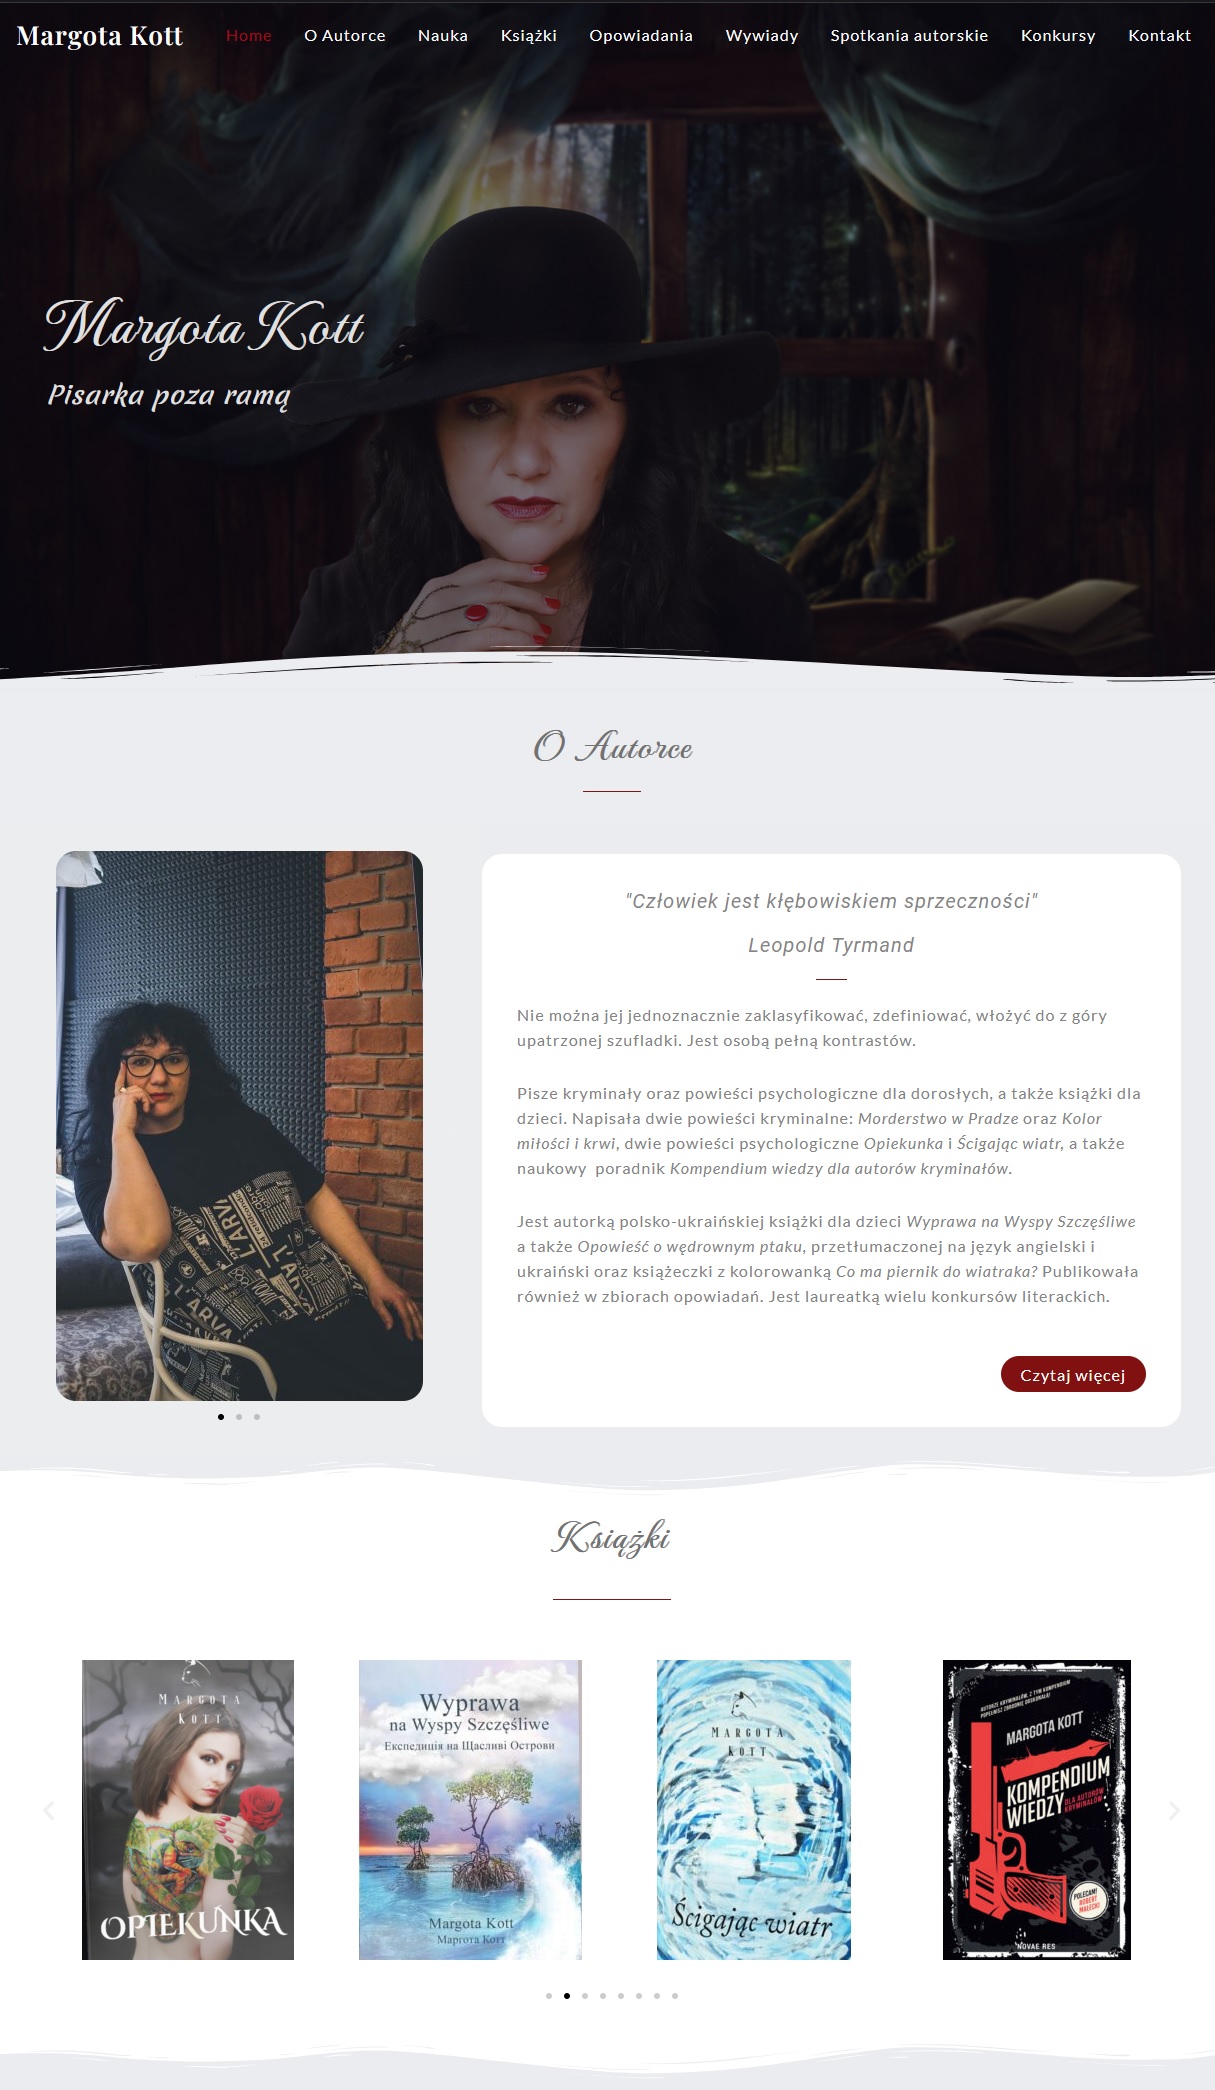 Margota Kott
Home
O Autorce
Nauka
Książki
Opowiadania
Wywiady
Spotkania autorskie
Konkursy
Kontakt
Margota Kott
Pisarka poza ramą
O Autorce
"Człowiek jest kłębowiskiem sprzeczności"
Leopold Tyrmand
Nie można jej jednoznacznie zaklasyfikować, zdefiniować, włożyć do z góry
upatrzonej szufladki. Jest osobą pełną kontrastów.
Pisze kryminały oraz powieści psychologiczne dla dorosłych, a także książki dla
dzieci. Napisała dwie powieści kryminalne: Morderstwo w Pradze oraz Kolor
miłości i krwi, dwie powieści psychologiczne Opiekunka i Ścigając wiatr, a także
naukowy poradnik Kompendium wiedzy dla autorów kryminałów.
Jest autorką polsko-ukraińskiej książki dla dzieci Wyprawa na Wyspy Szczęśliwe
a także Opowieść o wędrownym ptaku, przetłumaczonej na język angielski i
ukraiński oraz książeczki z kolorowanką Co ma piernik do wiatraka? Publikowała
również w zbiorach opowiadań. Jest laureatką wielu konkursów literackich.
Czytaj więcej
Książki
MARGOTA
KOTT
OPIEKUNKA
Wyprawa
na Wyspy Szczęśliwe
Експедиція на Щасливі Острови
Margota Kott
Марґота Котт
MARGOTA
KOTT
Ścigając wiatr
AUTORZE KRYMINAŁÓW, Z TYM KOMPENDIUM
POPEŁNISZ ZBRODNIĘ DOSKONAŁĄ!
MARGOTA KOTT
KOMPENDIUM
WIEDZY
DLA AUTORÓW
KRYMINAŁÓW
POLECAM!
ROBERT
MAŁECKI
NOVAE RES